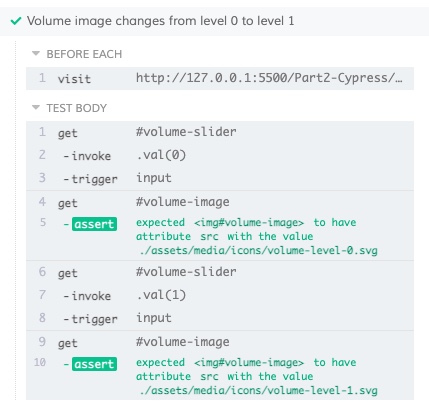 Volume image changes from level 0 to level 1
BEFORE EACH
1 visit http://127.0.0.1:5500/Part2-Cypress/…
TEST BODY
1 get #volume-slider
2 -invoke .val(0)
3 -trigger input
4 get #volume-image
5 -assert expected <img#volume-image> to have
attribute src with the value
./assets/media/icons/volume-level-0.svg
6 get #volume-slider
7 -invoke .val(1)
8 -trigger input
9 get #volume-image
10 -assert expected <img#volume-image> to have
attribute src with the value
./assets/media/icons/volume-level-1.svg